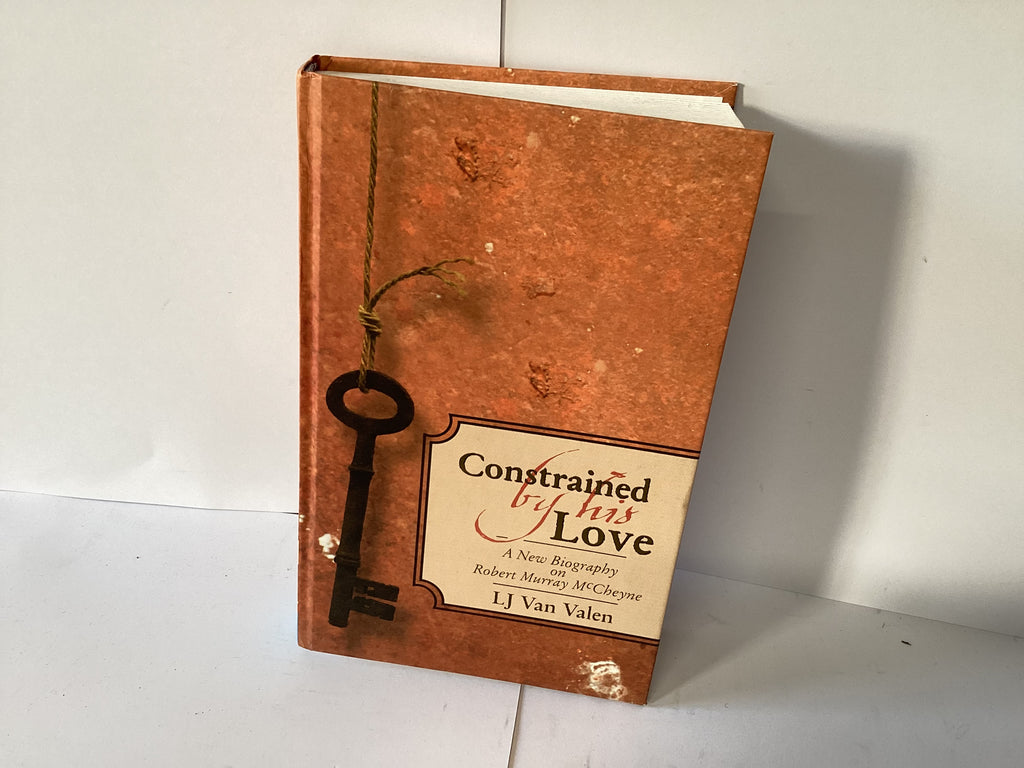 Constrained
by his
Love
A New Biography
on
Robert Murray McCheyne
LJ Van Valen